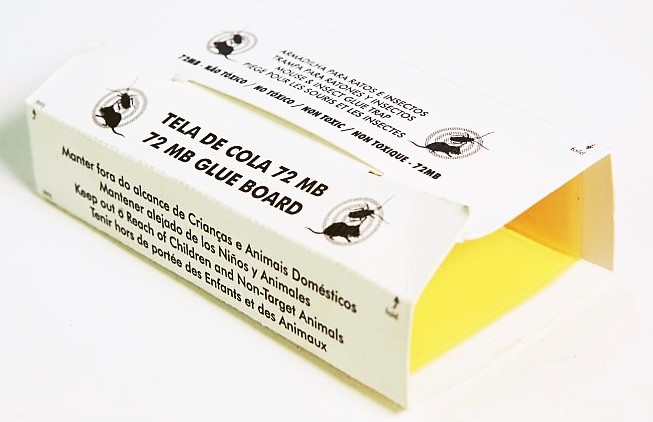 ARMADILHA PARA RATOS E INSECTOS
TRAMPA PARA RATONES Y INSECTOS
MOUSE & INSECT GLUE TRAP
PIEGE POUR LES SOURIS ET LES INSECTES
72MB - NÃO TÓXICO / NO TÓXICO / NON TOXIC / NON TOXIQUE - 72MB
TELA DE COLA 72 MB
72 MB GLUE BOARD
Manter fora do alcance de Crianças e Animais Domésticos
Mantener alejado de los Niños y Animales
Keep out ó Reach of Children and Non-Target Animals
Tenir hors de portée des Enfants et des Animaux